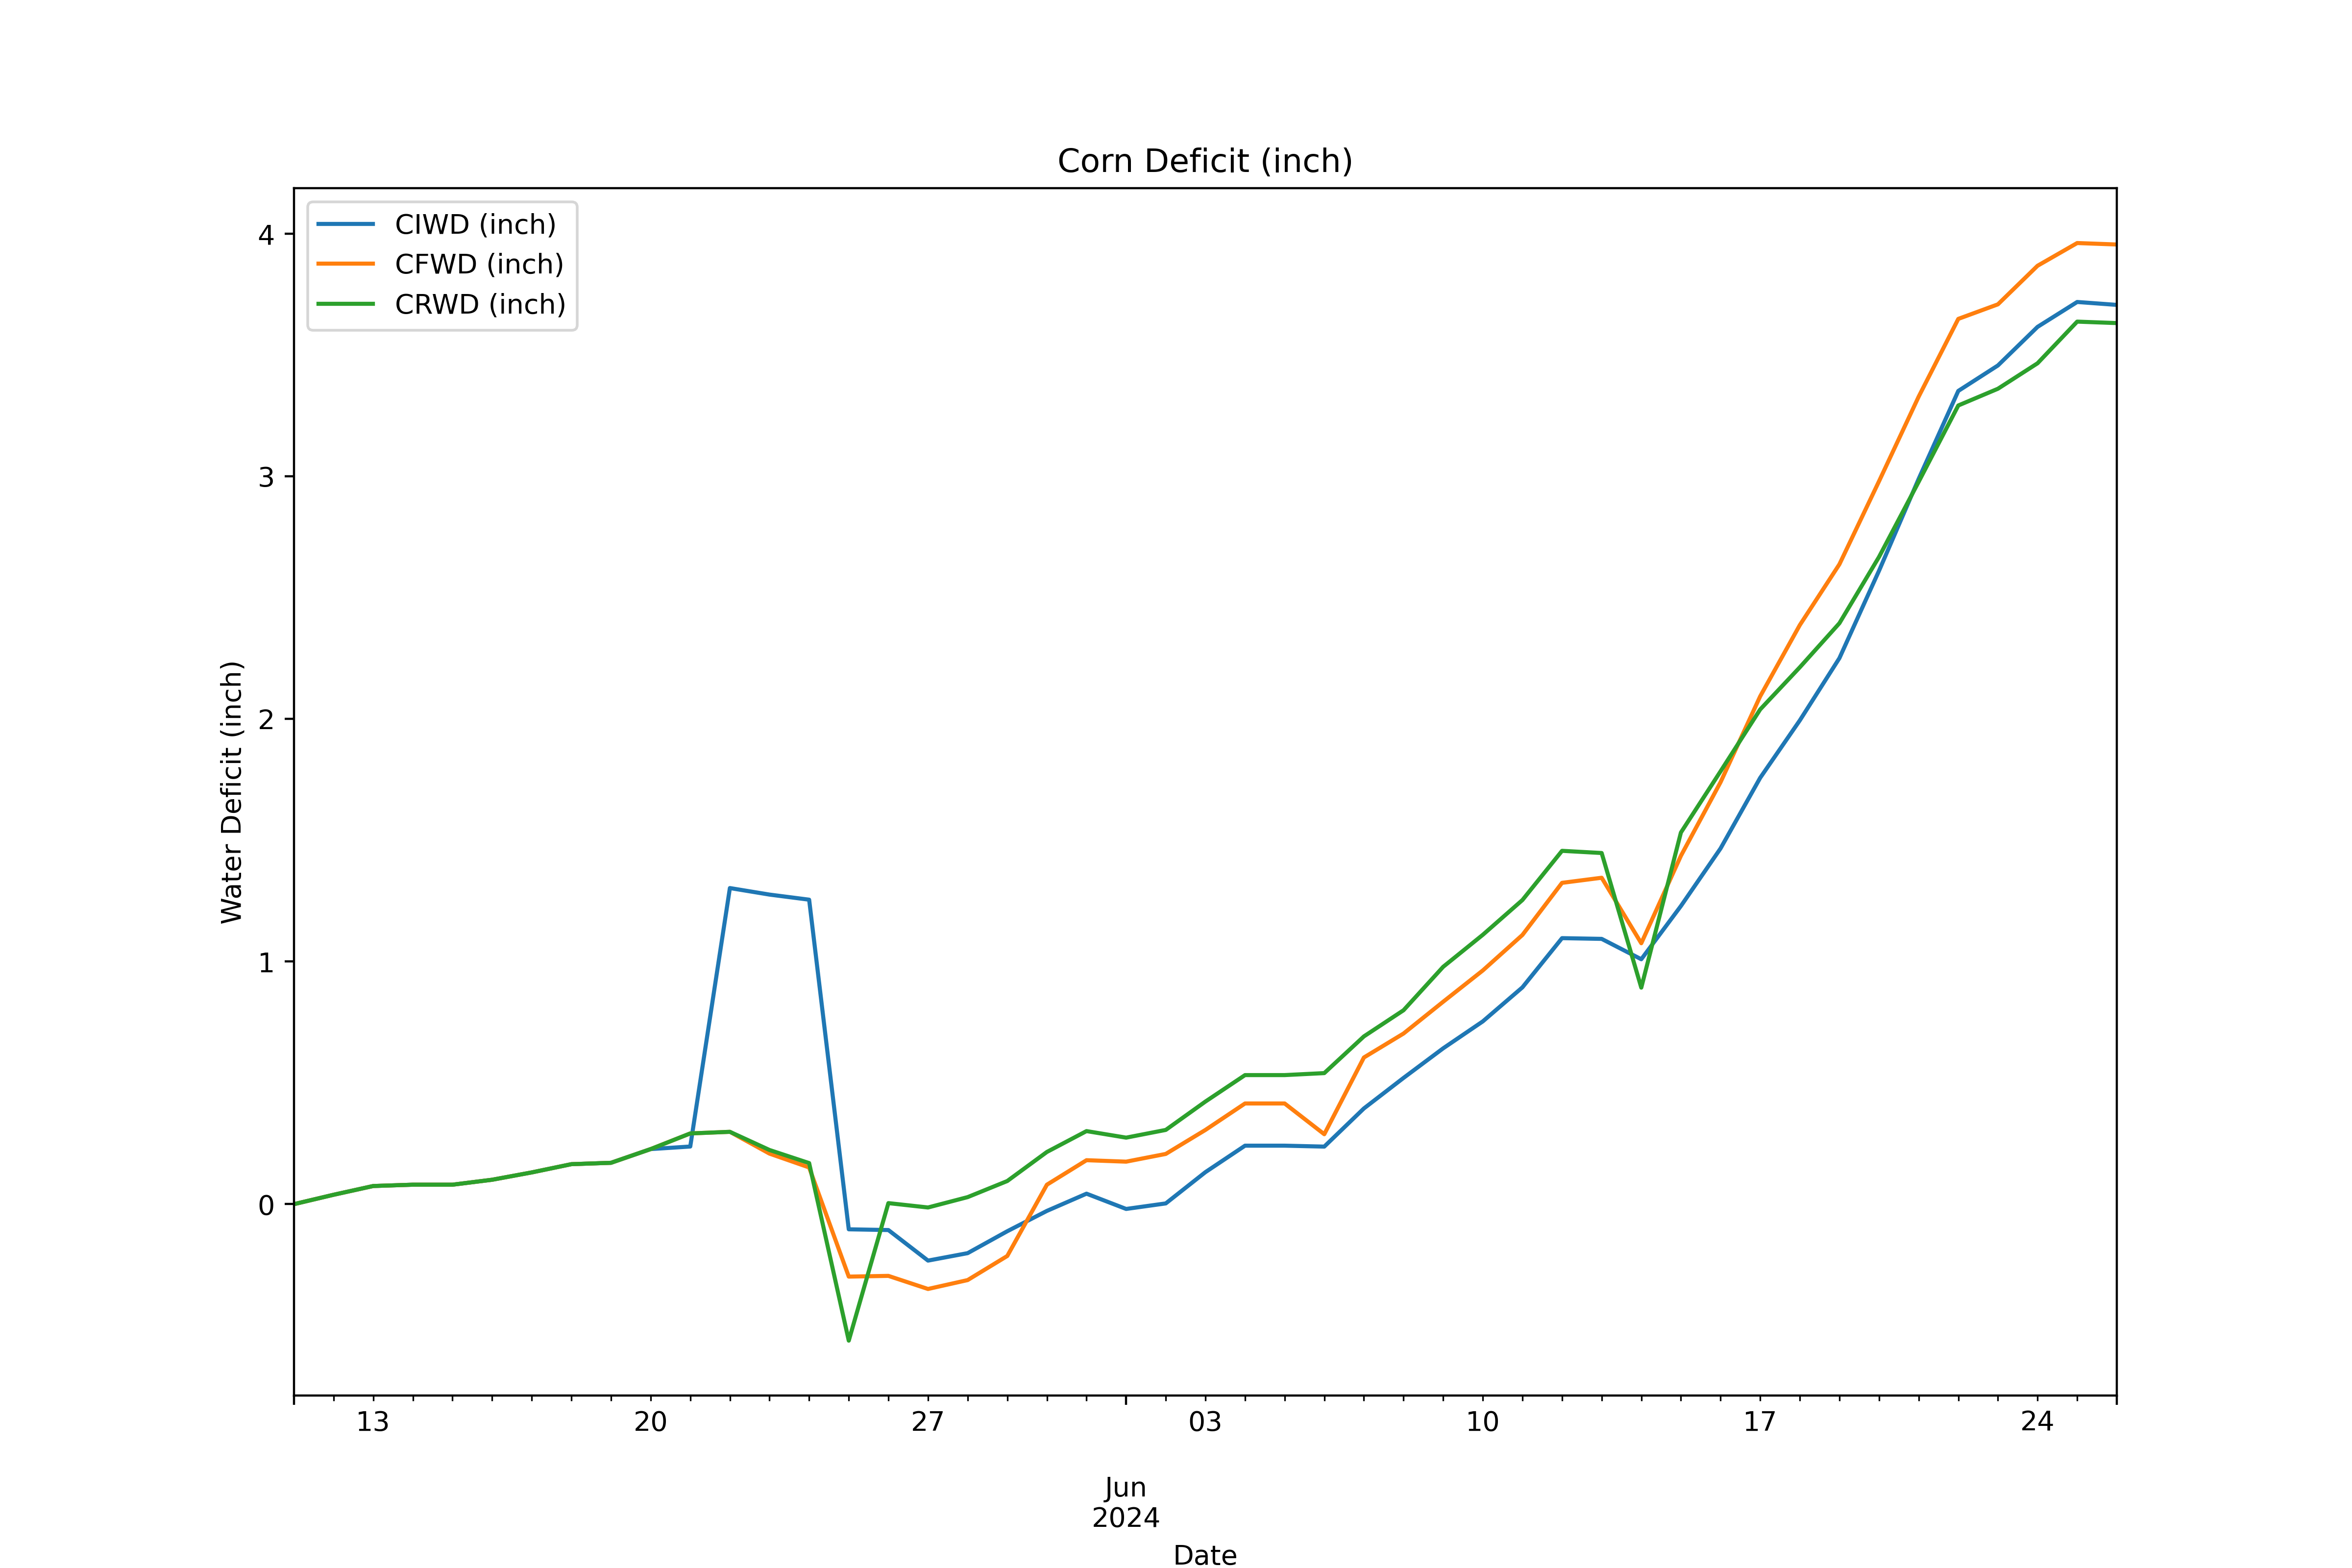 Corn Deficit (inch)
CIWD (inch)
CFWD (inch)
CRWD (inch)
Water Deficit (inch)
4
3
2
1
0
13 20 27 03 10 17 24
Jun
2024
Date